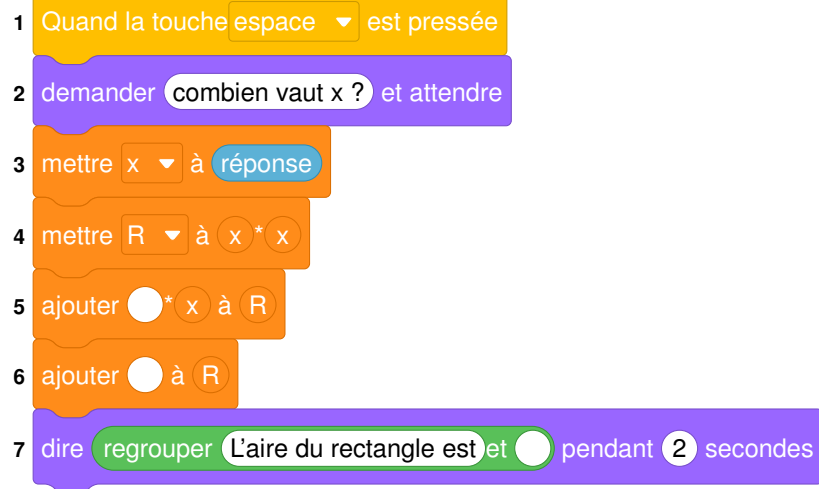 1 Quand la touche espace est pressée
2 demander combien vaut x ? et attendre
3 mettre x à réponse
4 mettre R à x * x
5 ajouter * x à R
6 ajouter à R
7 dire regrouper L'aire du rectangle est et pendant 2 secondes